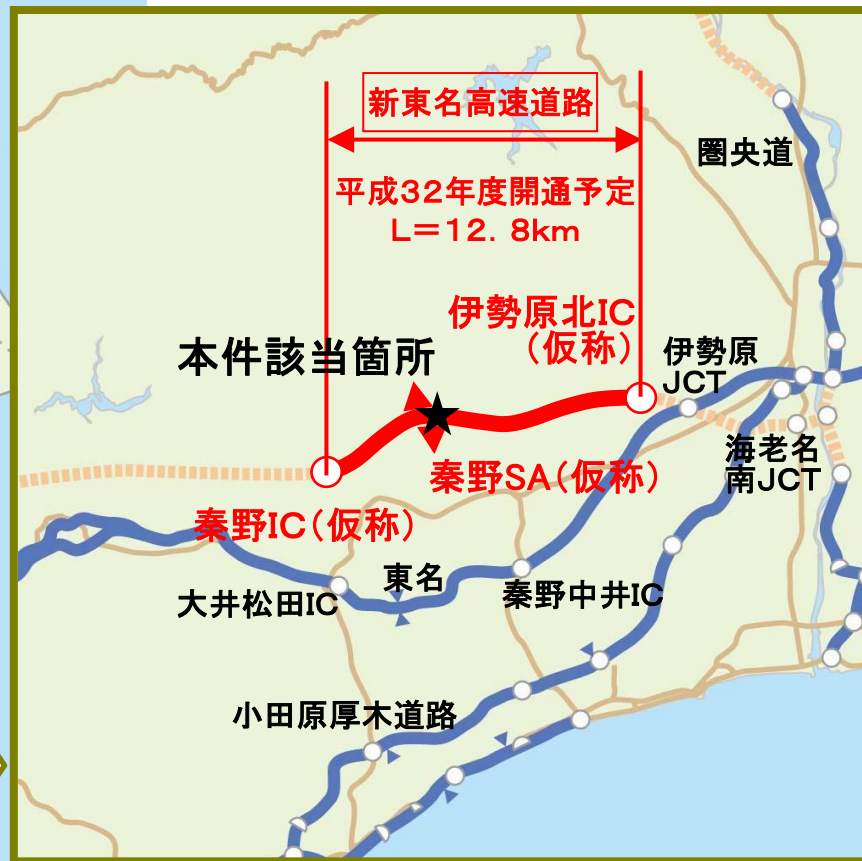 新東名高速道路
平成32年度開通予定
L=12.8km
圏央道
伊勢原北IC
(仮称)
本件該当箇所
伊勢原
JCT
秦野SA(仮称)
海老名
南JCT
秦野IC(仮称)
大井松田IC
東名
秦野中井IC
小田原厚木道路